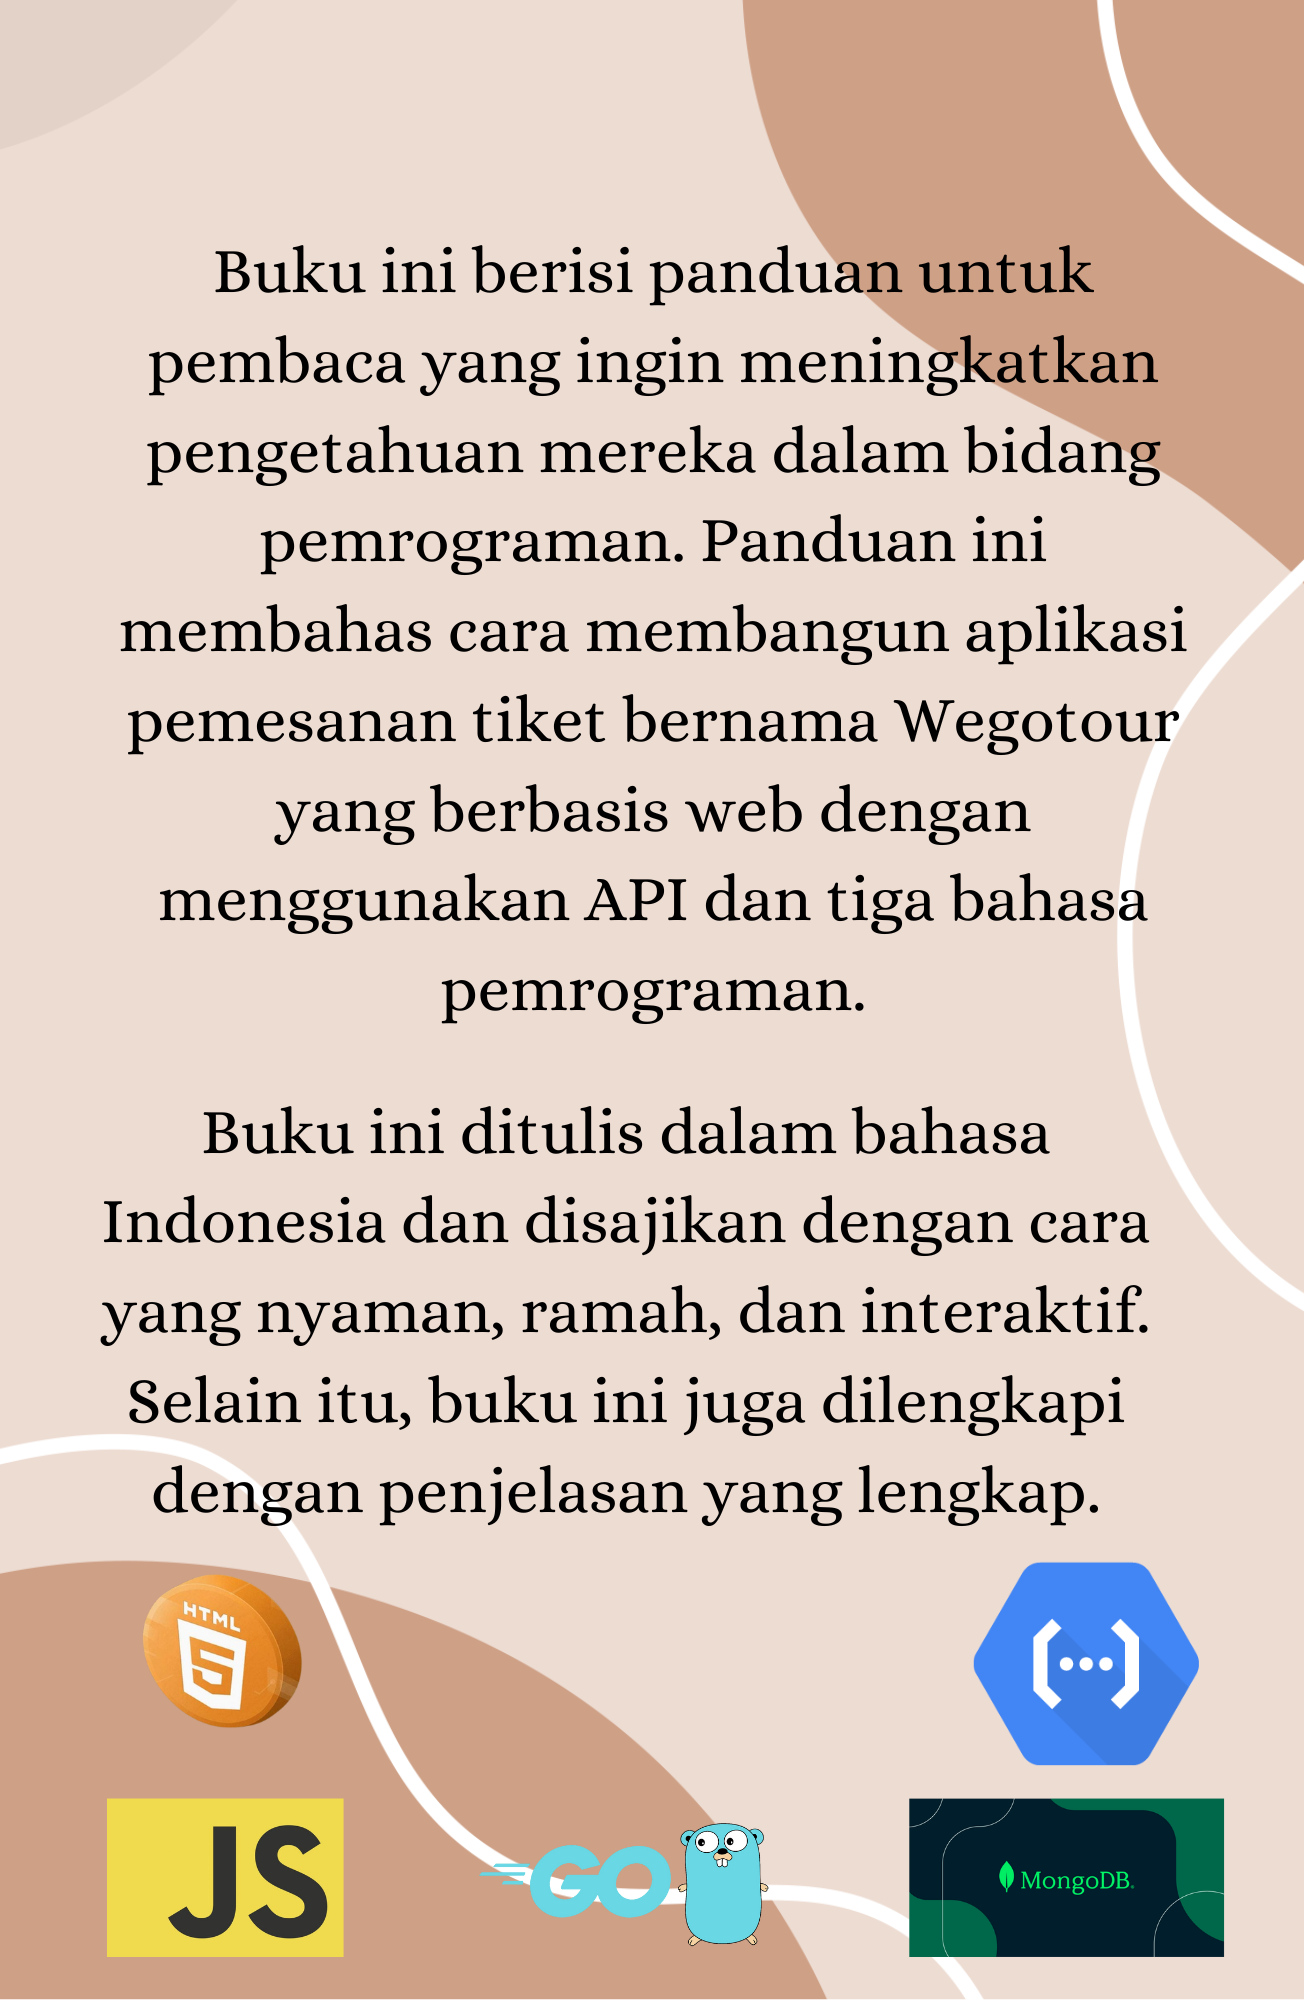 Buku ini berisi panduan untuk
pembaca yang ingin meningkatkan
pengetahuan mereka dalam bidang
pemrograman. Panduan ini
membahas cara membangun aplikasi
pemesanan tiket bernama Wegotour
yang berbasis web dengan
menggunakan API dan tiga bahasa
pemrograman.
Buku ini ditulis dalam bahasa
Indonesia dan disajikan dengan cara
yang nyaman, ramah, dan interaktif.
Selain itu, buku ini juga dilengkapi
dengan penjelasan yang lengkap.
HTML
5
JS
GO
MongoDB.